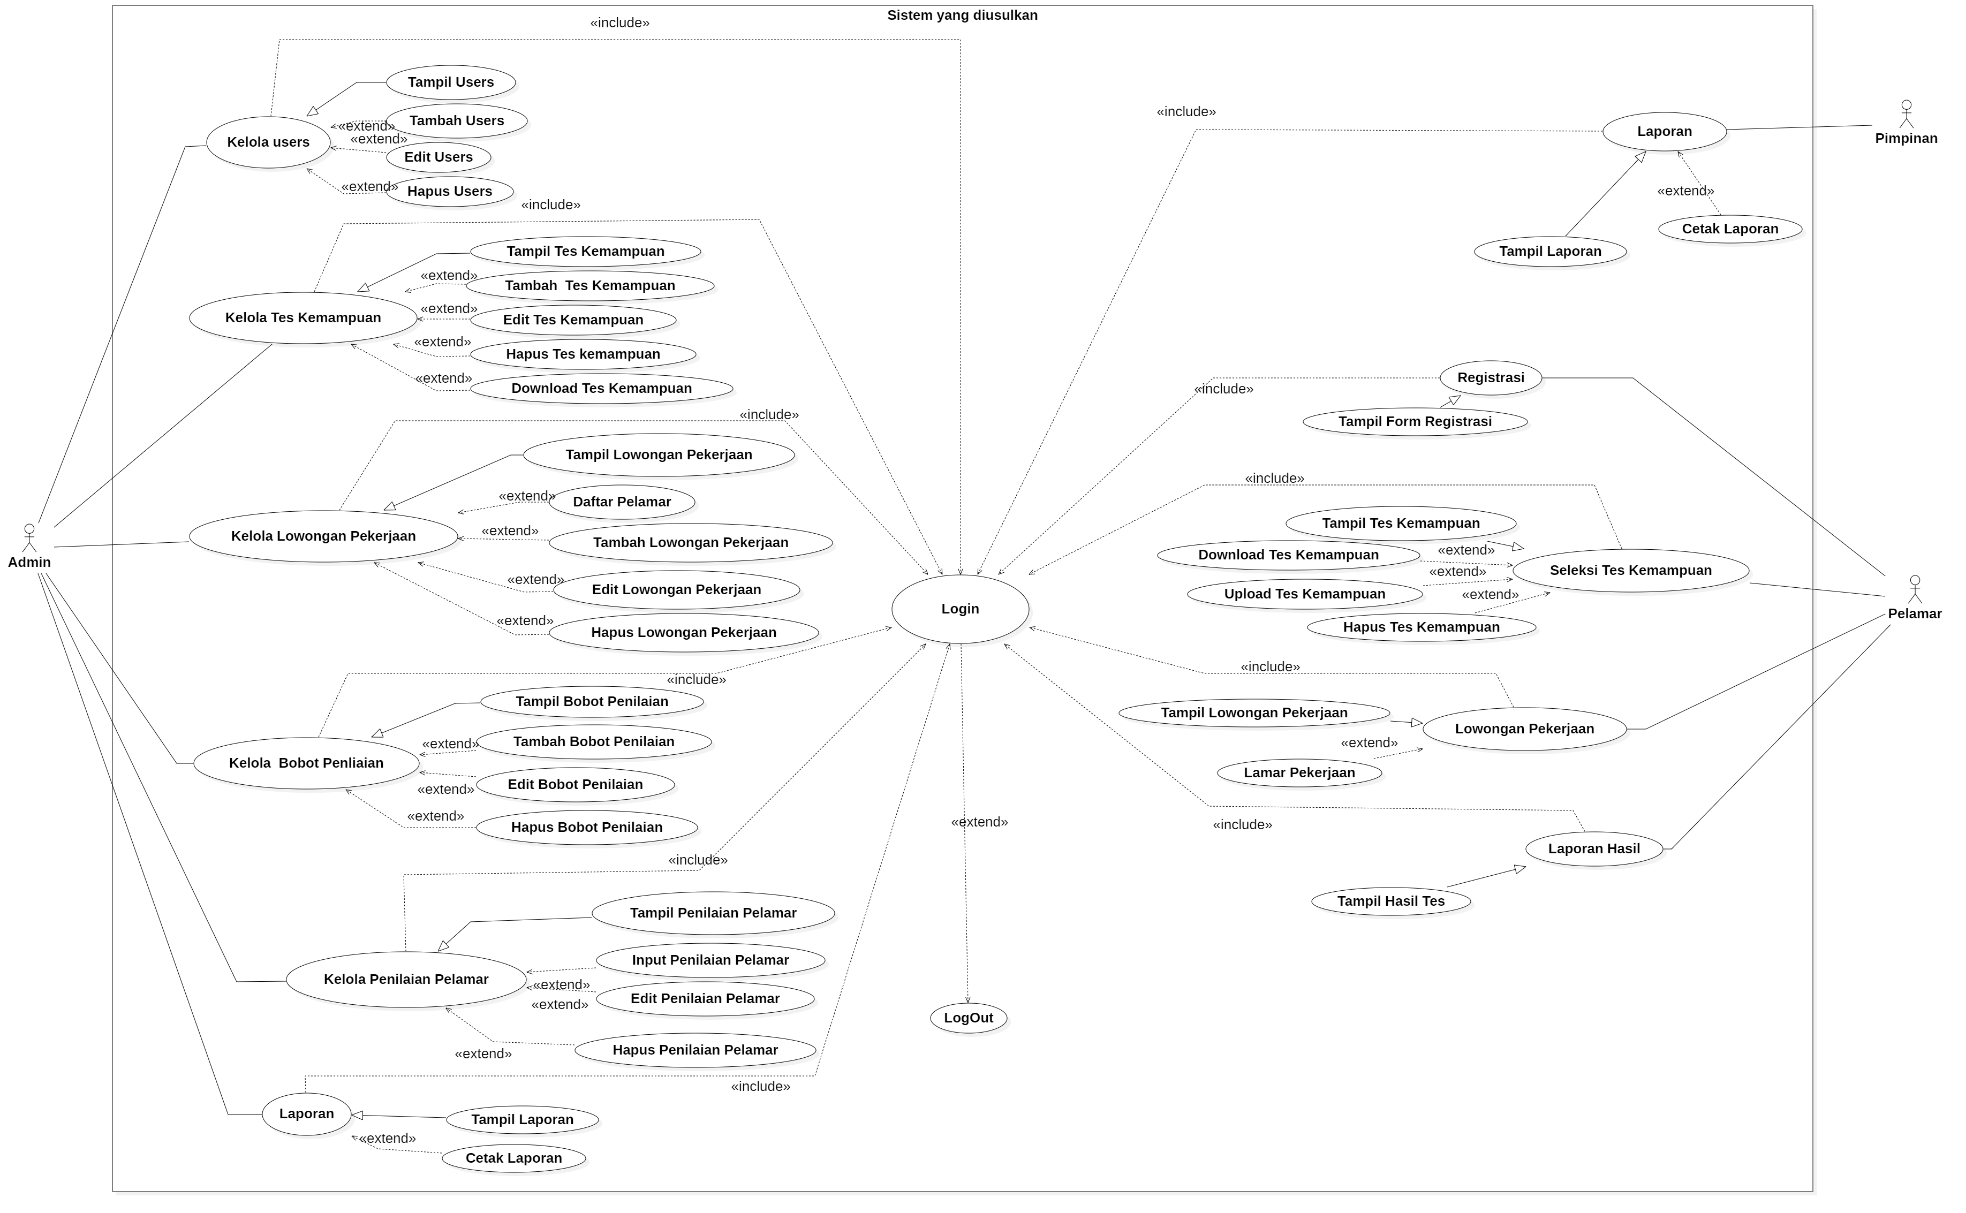 Sistem yang diusulkan
«include»
Tampil Users
Tambah Users
«extend»
«extend»
Kelola users
Edit Users
«extend»
Hapus Users
«include»
Tampil Tes Kemampuan
«extend»
Tambah  Tes Kemampuan
«extend»
Kelola Tes Kemampuan
Edit Tes Kemampuan
«extend»
Hapus Tes kemampuan
«extend»
Download Tes Kemampuan
«include»
Tampil Lowongan Pekerjaan
«extend»
Daftar Pelamar
«extend»
Kelola Lowongan Pekerjaan
Tambah Lowongan Pekerjaan
«extend»
Edit Lowongan Pekerjaan
«extend»
Hapus Lowongan Pekerjaan
Admin
«include»
Tampil Bobot Penilaian
«extend»
Tambah Bobot Penilaian
Kelola  Bobot Penliaian
Edit Bobot Penilaian
«extend»
«extend»
Hapus Bobot Penilaian
«include»
Tampil Penilaian Pelamar
Input Penilaian Pelamar
Kelola Penilaian Pelamar
«extend»
Edit Penilaian Pelamar
«extend»
Hapus Penilaian Pelamar
«extend»
«include»
Laporan
Tampil Laporan
«extend»
Cetak Laporan
Login
«extend»
LogOut
«include»
Laporan
Pimpinan
«extend»
Cetak Laporan
Tampil Laporan
Registrasi
«include»
Tampil Form Registrasi
«include»
Tampil Tes Kemampuan
«extend»
Download Tes Kemampuan
«extend»
Seleksi Tes Kemampuan
Upload Tes Kemampuan
«extend»
Hapus Tes Kemampuan
Pelamar
«include»
Tampil Lowongan Pekerjaan
Lowongan Pekerjaan
«extend»
Lamar Pekerjaan
«include»
Laporan Hasil
Tampil Hasil Tes